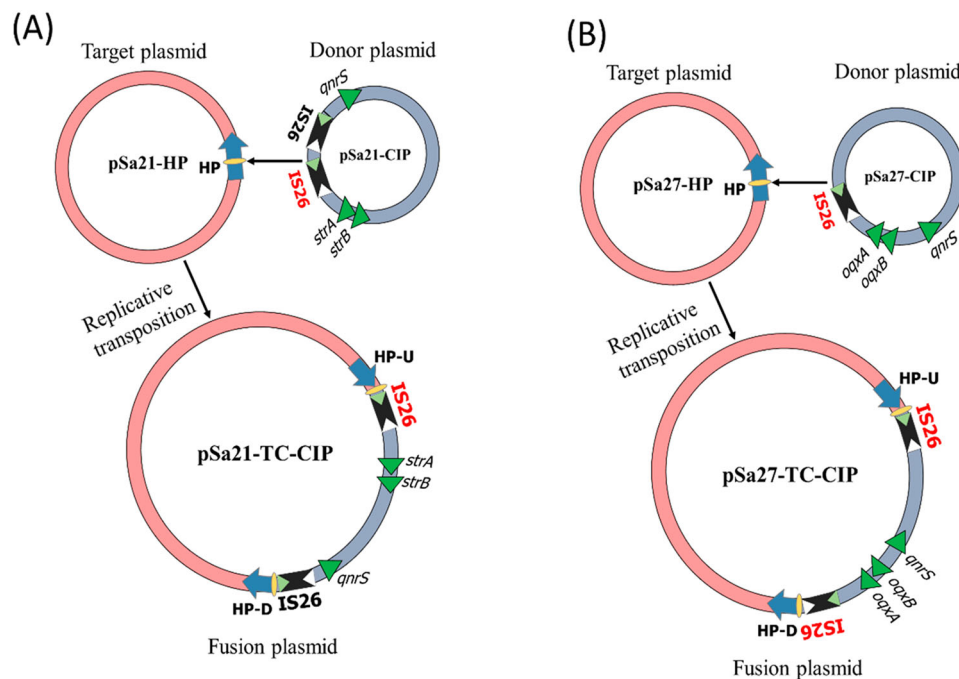 (A)
Target plasmid
Donor plasmid
qnrS
IS26
pSa21-HP
HP
pSa21-CIP
IS26
strA
strB
Replicative
transposition
HP-U
IS26
pSa21-TC-CIP
strA
strB
qnrS
IS26
HP-D
Fusion plasmid
(B)
Target plasmid
Donor plasmid
pSa27-HP
HP
pSa27-CIP
IS26
oqxA
oqxB
qnrS
Replicative
transposition
HP-U
IS26
pSa27-TC-CIP
qnrS
oqxB
oqxA
IS26
HP-D
Fusion plasmid